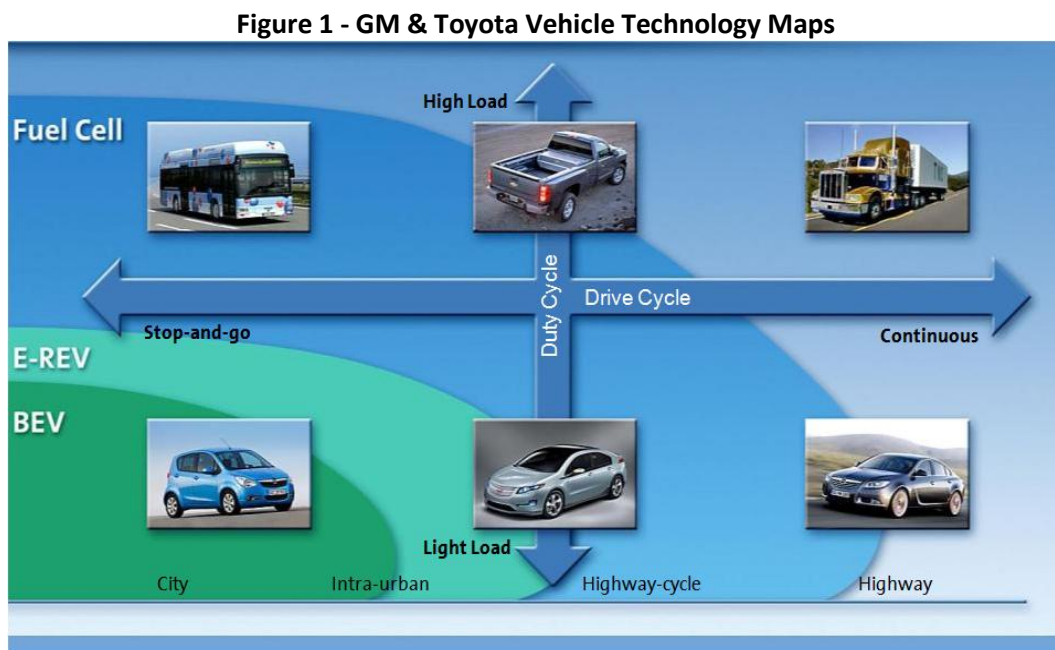 Figure 1 - GM & Toyota Vehicle Technology Maps
High Load
Fuel Cell
Duty Cycle
Drive Cycle
Stop-and-go
Continuous
E-REV
BEV
Light Load
City
Intra-urban
Highway-cycle
Highway